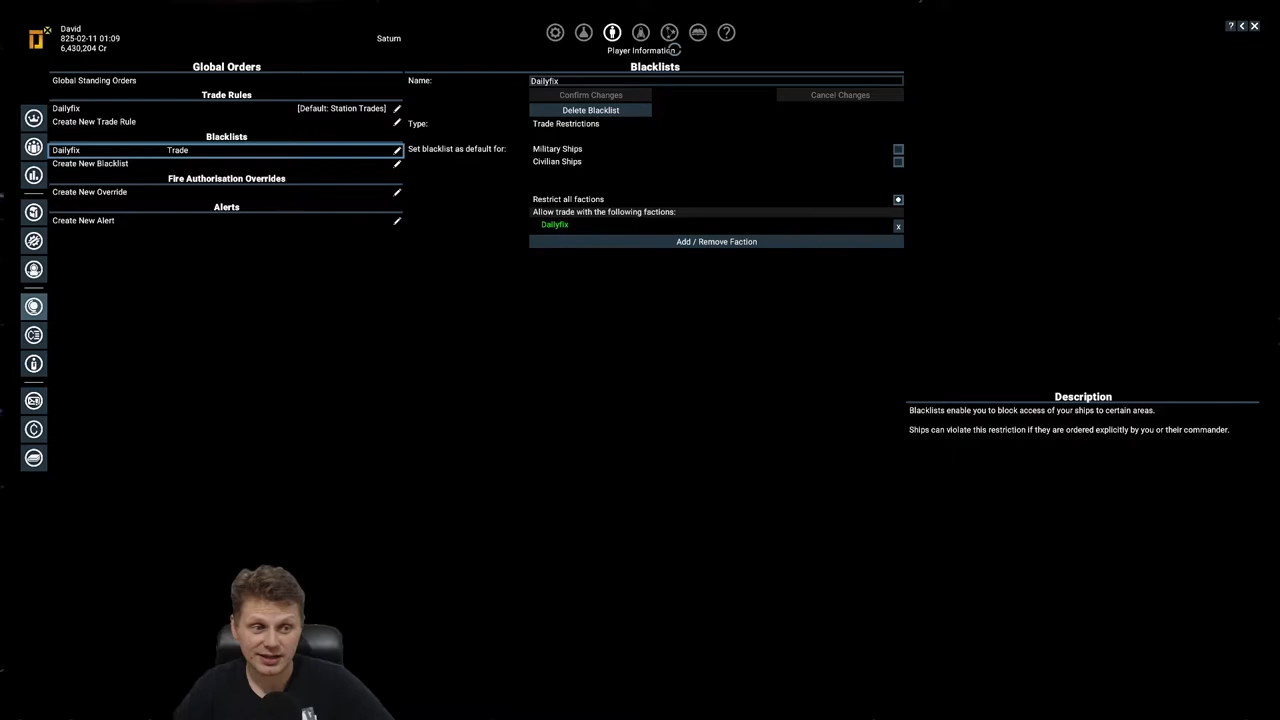 David
825-02-11 01:09
6,430,204 Cr
Saturn
Player Information
?
Global Orders
Global Standing Orders
Trade Rules
Dailyfix [Default: Station Trades]
Create New Trade Rule
Blacklists
Dailyfix Trade
Create New Blacklist
Fire Authorisation Overrides
Create New Override
Alerts
Create New Alert
Blacklists
Name: Dailyfix
Confirm Changes Cancel Changes
Delete Blacklist
Type: Trade Restrictions
Set blacklist as default for: Military Ships
Civilian Ships
Restrict all factions
Allow trade with the following factions:
Dailyfix x
Add / Remove Faction
Description
Blacklists enable you to block access of your ships to certain areas.
Ships can violate this restriction if they are ordered explicitly by you or their commander.